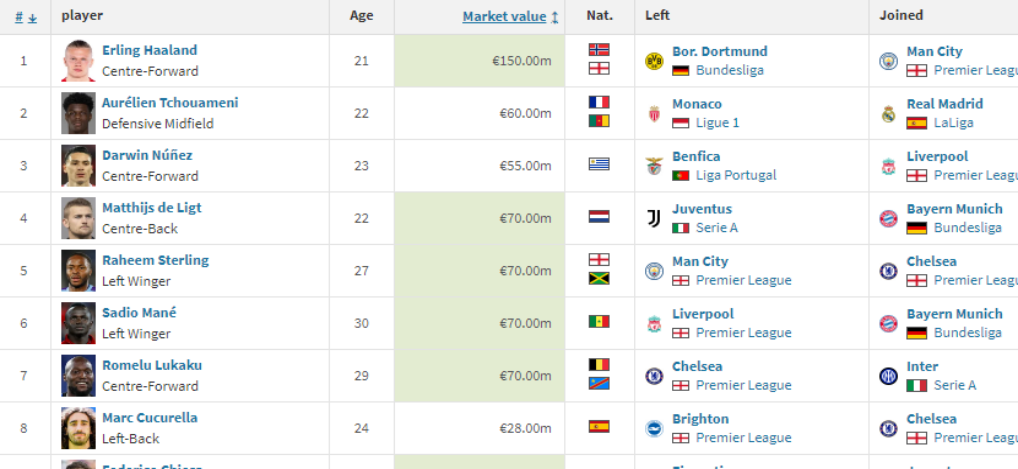 # player Age Market value Nat. Left Joined
1 Erling Haaland 21 €150.00m Bor. Dortmund Man City
Centre-Forward Bundesliga Premier Leagu
2 Aurélien Tchouameni 22 €60.00m Monaco Real Madrid
Defensive Midfield Ligue 1 LaLiga
3 Darwin Núñez 23 €55.00m Benfica Liverpool
Centre-Forward Liga Portugal Premier Leagu
4 Matthijs de Ligt 22 €70.00m Juventus Bayern Munich
Centre-Back Serie A Bundesliga
5 Raheem Sterling 27 €70.00m Man City Chelsea
Left Winger Premier League Premier Leagu
6 Sadio Mané 30 €70.00m Liverpool Bayern Munich
Left Winger Premier League Bundesliga
7 Romelu Lukaku 29 €70.00m Chelsea Inter
Centre-Forward Premier League Serie A
8 Marc Cucurella 24 €28.00m Brighton Chelsea
Left-Back Premier League Premier Leagu